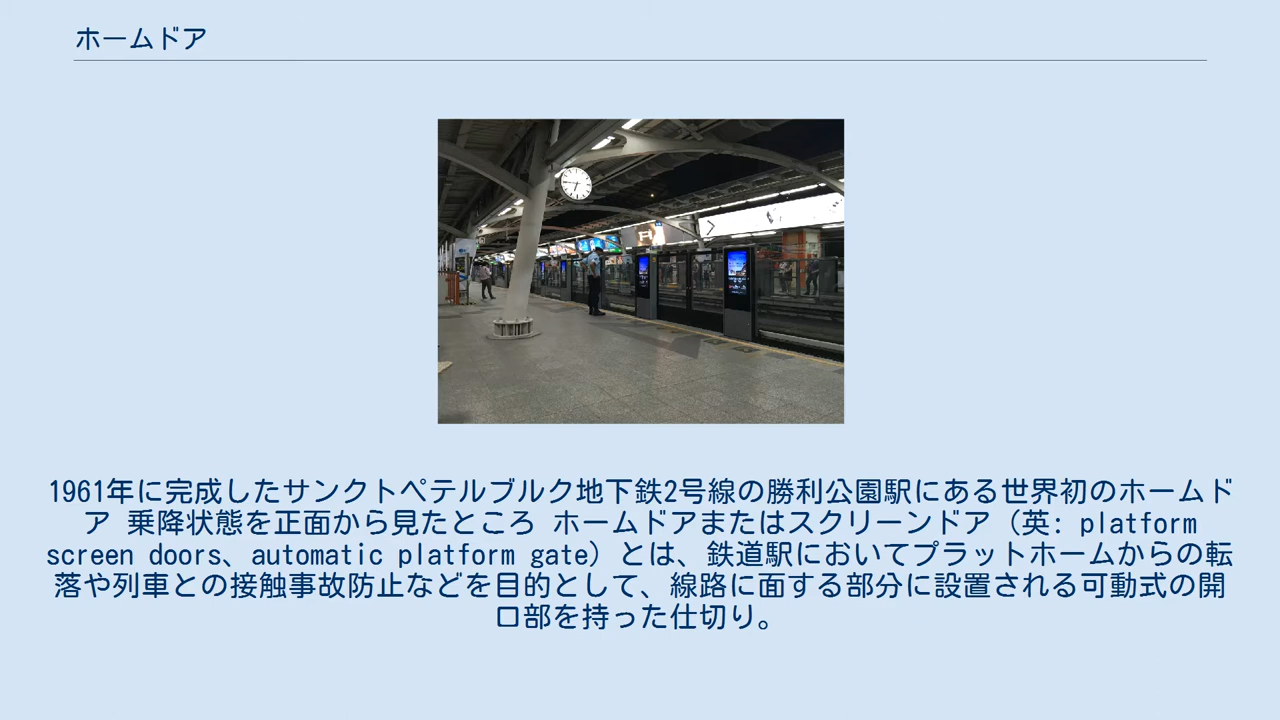 ホームドア
1961年に完成したサンクトペテルブルク地下鉄2号線の勝利公園駅にある世界初のホームド
ア 乗降状態を正面から見たところ ホームドアまたはスクリーンドア（英: platform
screen doors、automatic platform gate）とは、鉄道駅においてプラットホームからの転
落や列車との接触事故防止などを目的として、線路に面する部分に設置される可動式の開
口部を持った仕切り。